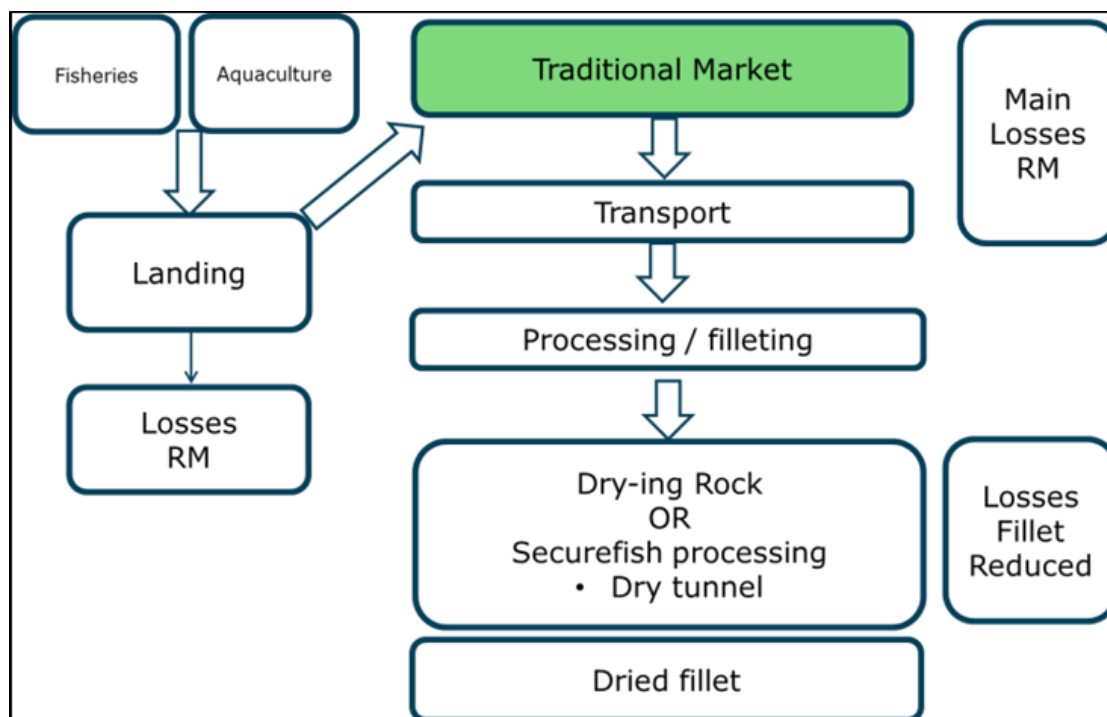 Fisheries
Aquaculture
Landing
Losses
RM
Traditional Market
Transport
Processing / filleting
Dry-ing Rock
OR
Securefish processing
• Dry tunnel
Dried fillet
Main
Losses
RM
Losses
Fillet
Reduced